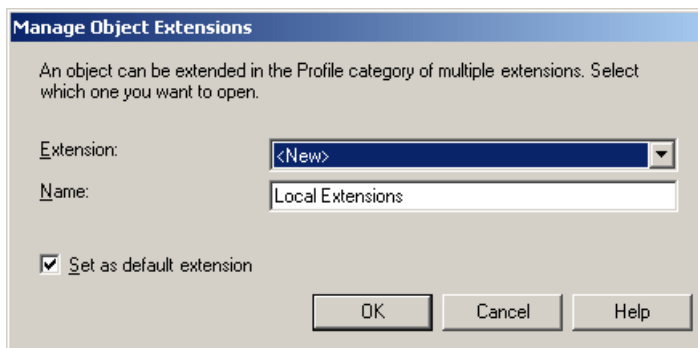 Manage Object Extensions
An object can be extended in the Profile category of multiple extensions. Select
which one you want to open.
Extension:
<New>
Name:
Local Extensions
Set as default extension
OK
Cancel
Help